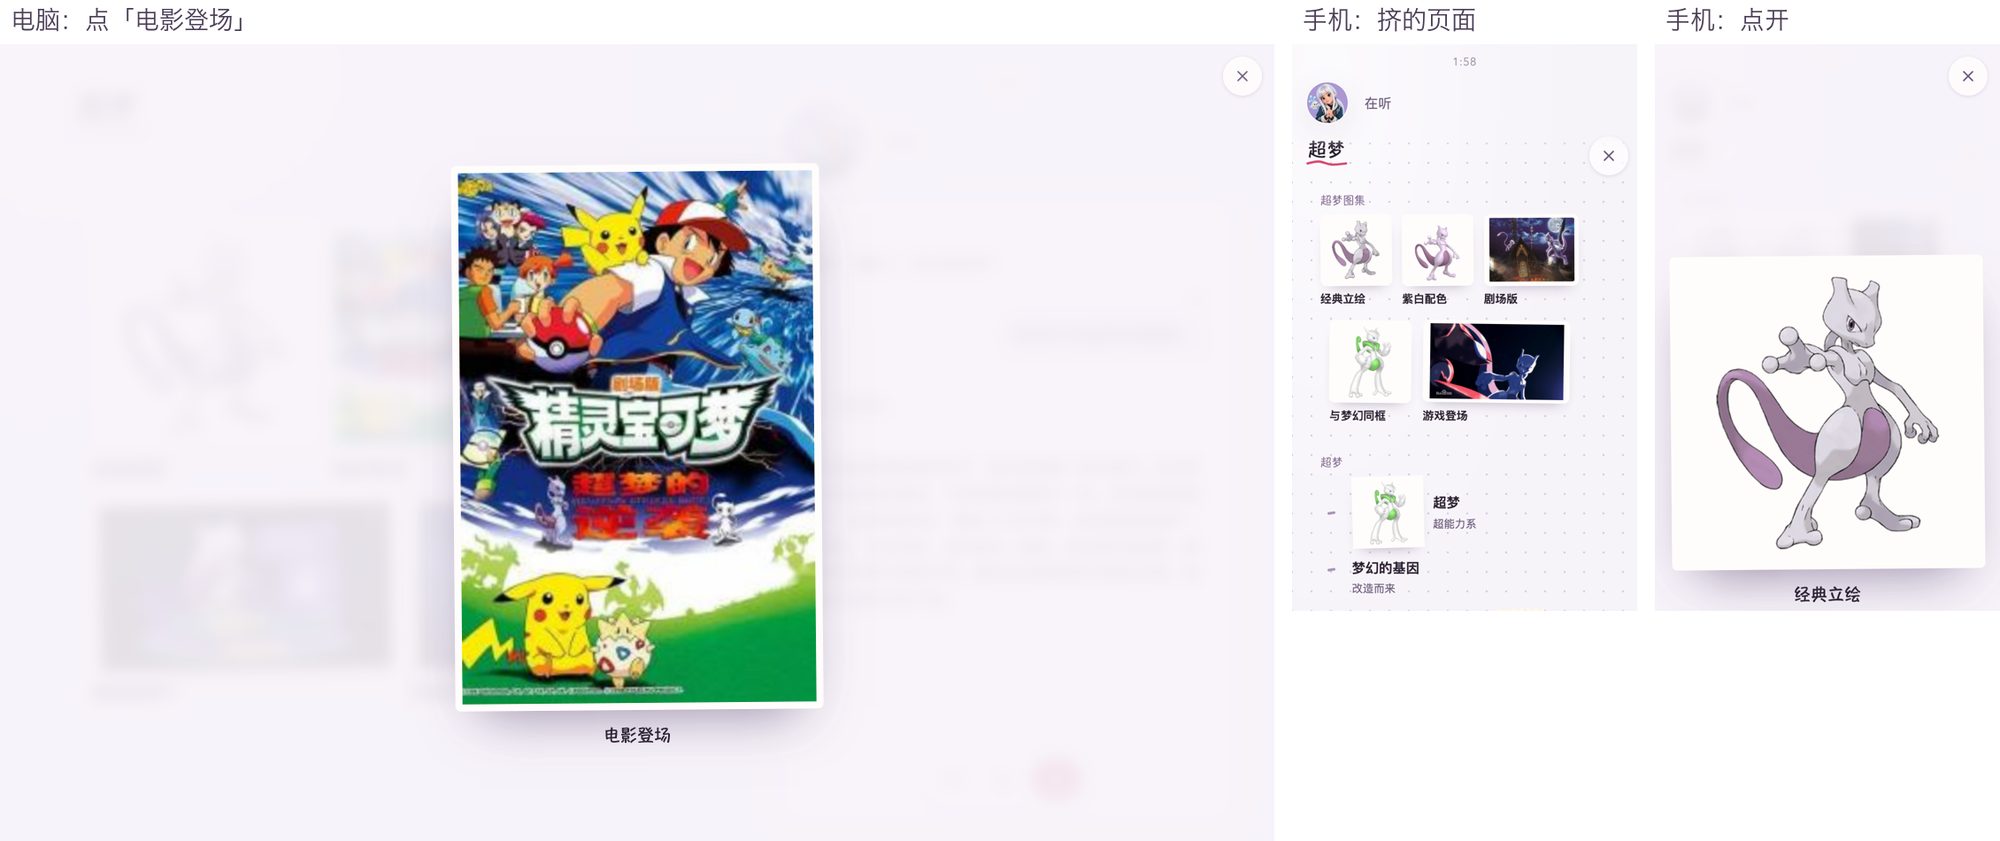 电脑：点「电影登场」
剧场版
精灵宝可梦
超梦的
逆袭
电影登场
手机：挤的页面
1:58
在听
超梦
超梦图集
经典立绘
紫白配色
剧场版
与梦幻同框
游戏登场
超梦
超梦
超能力系
梦幻的基因
改造而来
手机：点开
经典立绘